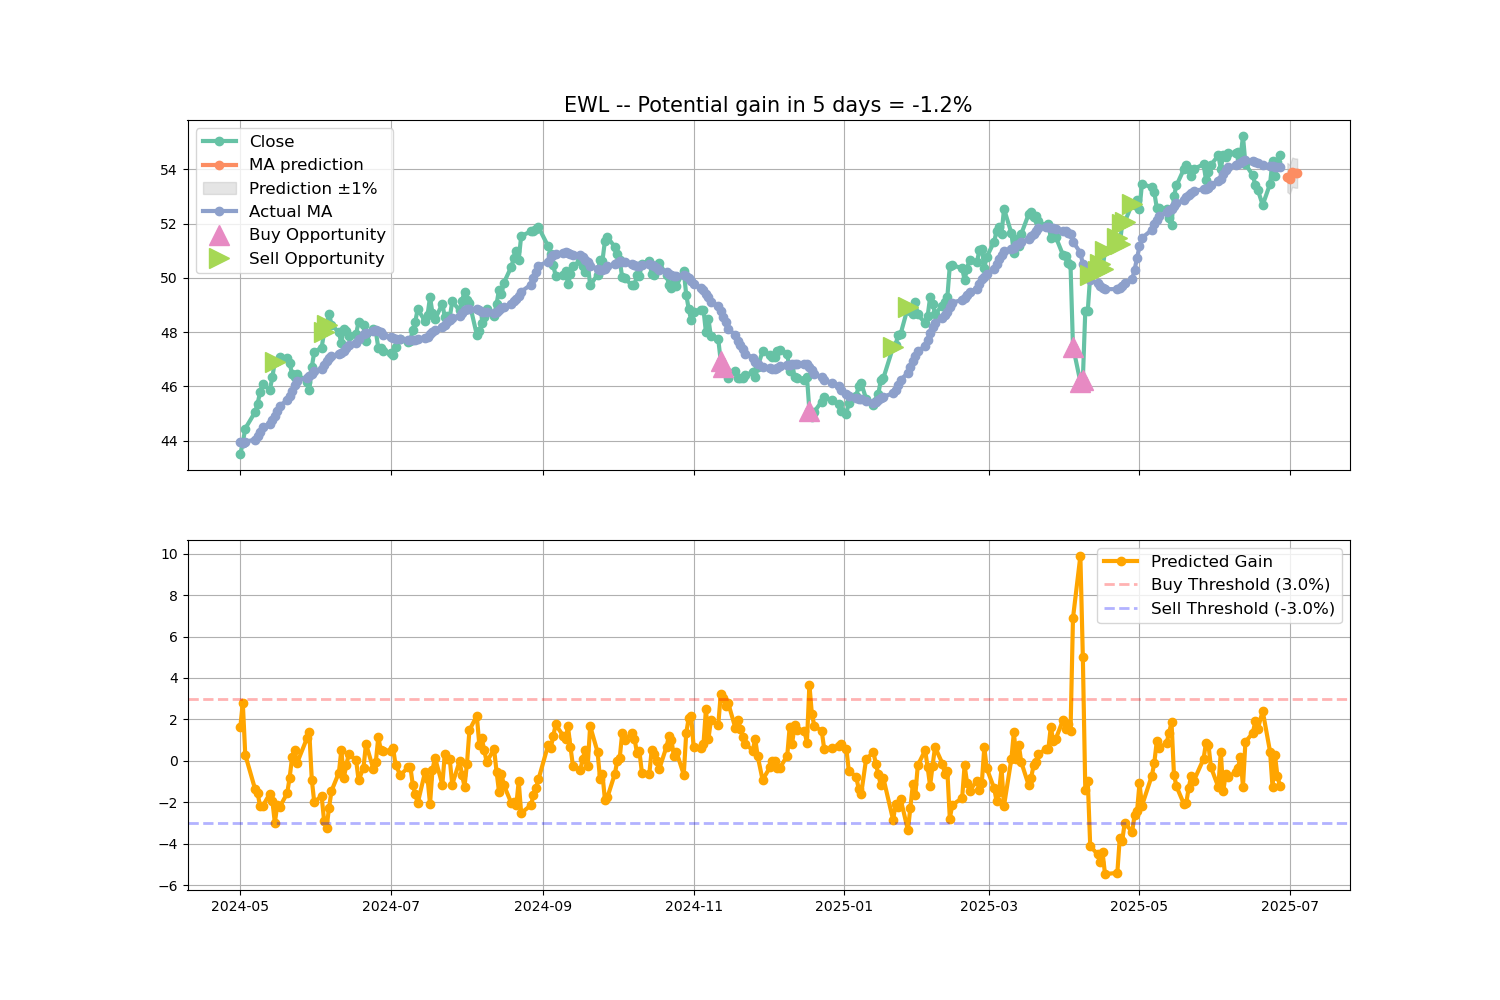 EWL -- Potential gain in 5 days = -1.2%
Close
MA prediction
Prediction ±1%
Actual MA
Buy Opportunity
Sell Opportunity
54
52
50
48
46
44
Predicted Gain
Buy Threshold (3.0%)
Sell Threshold (-3.0%)
10
8
6
4
2
0
−2
−4
−6
2024-05 2024-07 2024-09 2024-11 2025-01 2025-03 2025-05 2025-07